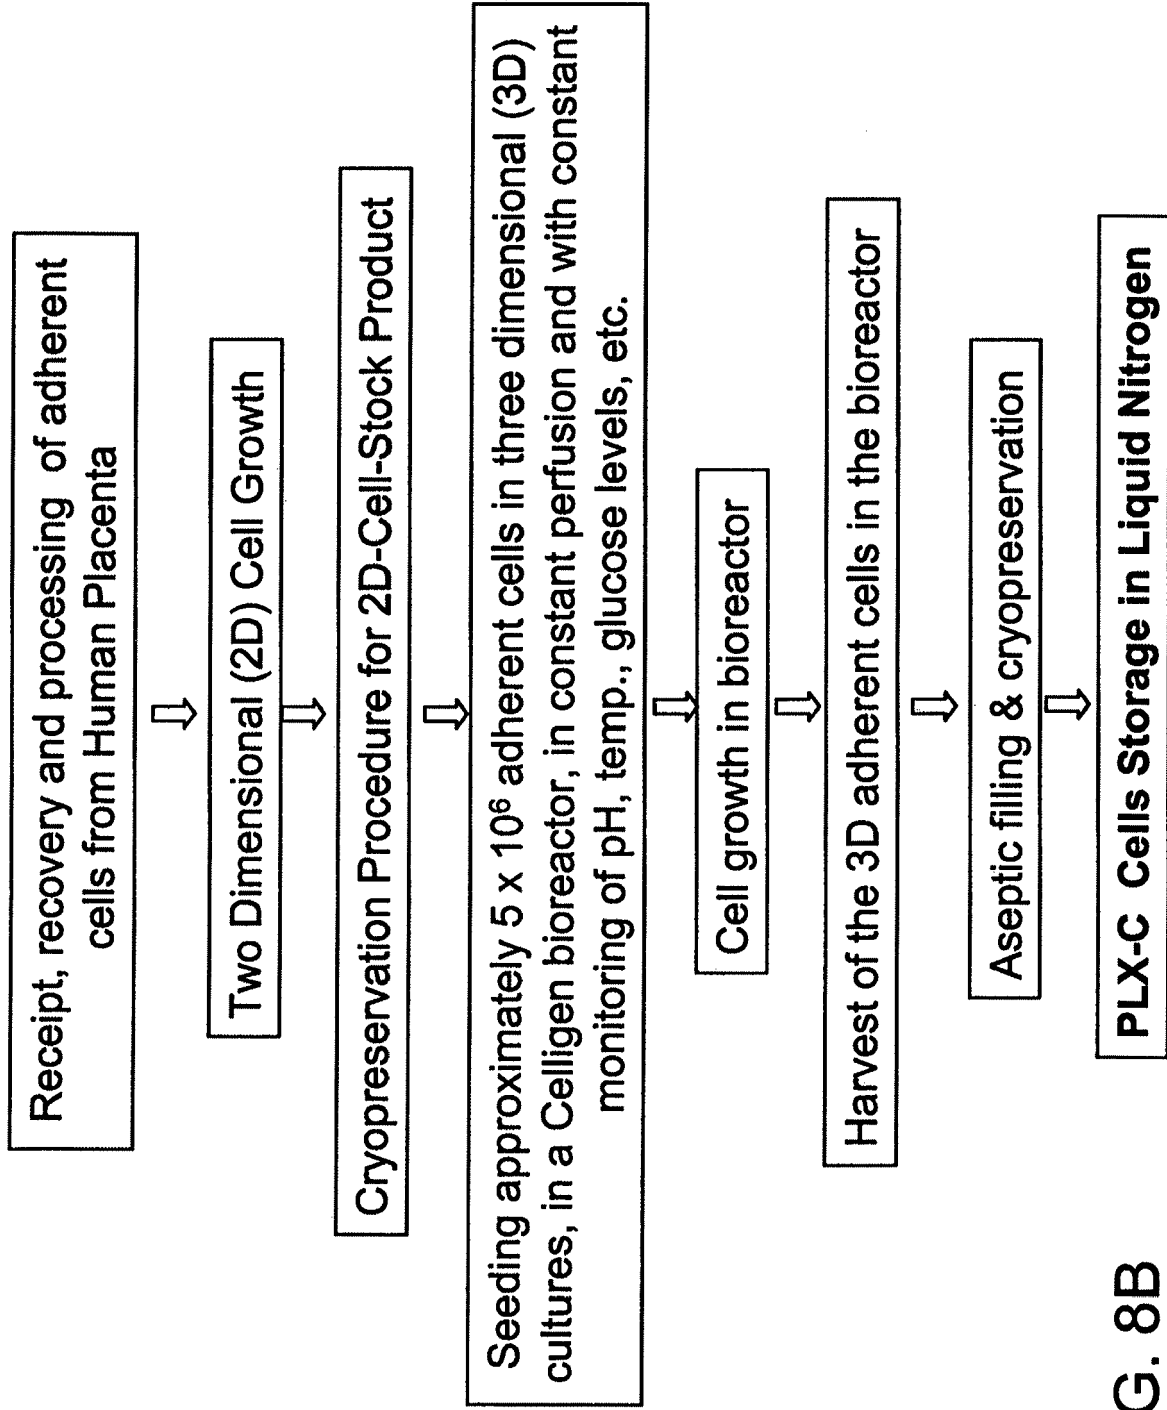 Receipt, recovery and processing of adherent
cells from Human Placenta
Two Dimensional (2D) Cell Growth
Cryopreservation Procedure for 2D-Cell-Stock Product
Seeding approximately 5 x 10⁶ adherent cells in three dimensional (3D)
cultures, in a Celligen bioreactor, in constant perfusion and with constant
monitoring of pH, temp., glucose levels, etc.
Cell growth in bioreactor
Harvest of the 3D adherent cells in the bioreactor
Aseptic filling & cryopreservation
PLX-C Cells Storage in Liquid Nitrogen
G. 8B